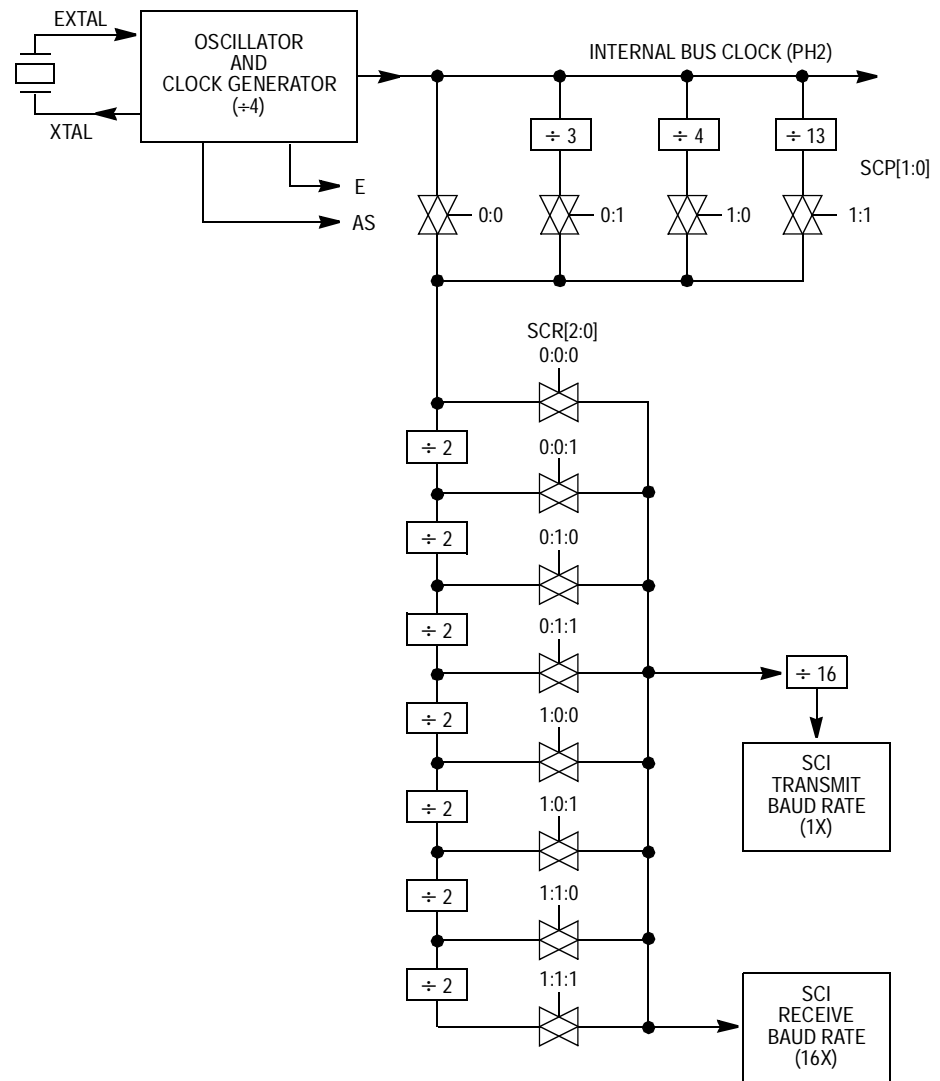 EXTAL
XTAL
OSCILLATOR
AND
CLOCK GENERATOR
(÷4)
E
AS
INTERNAL BUS CLOCK (PH2)
÷ 3
÷ 4
÷ 13
SCP[1:0]
0:0
0:1
1:0
1:1
SCR[2:0]
0:0:0
÷ 2
0:0:1
÷ 2
0:1:0
÷ 2
0:1:1
÷ 2
1:0:0
÷ 2
1:0:1
÷ 2
1:1:0
÷ 2
1:1:1
÷ 16
SCI
TRANSMIT
BAUD RATE
(1X)
SCI
RECEIVE
BAUD RATE
(16X)